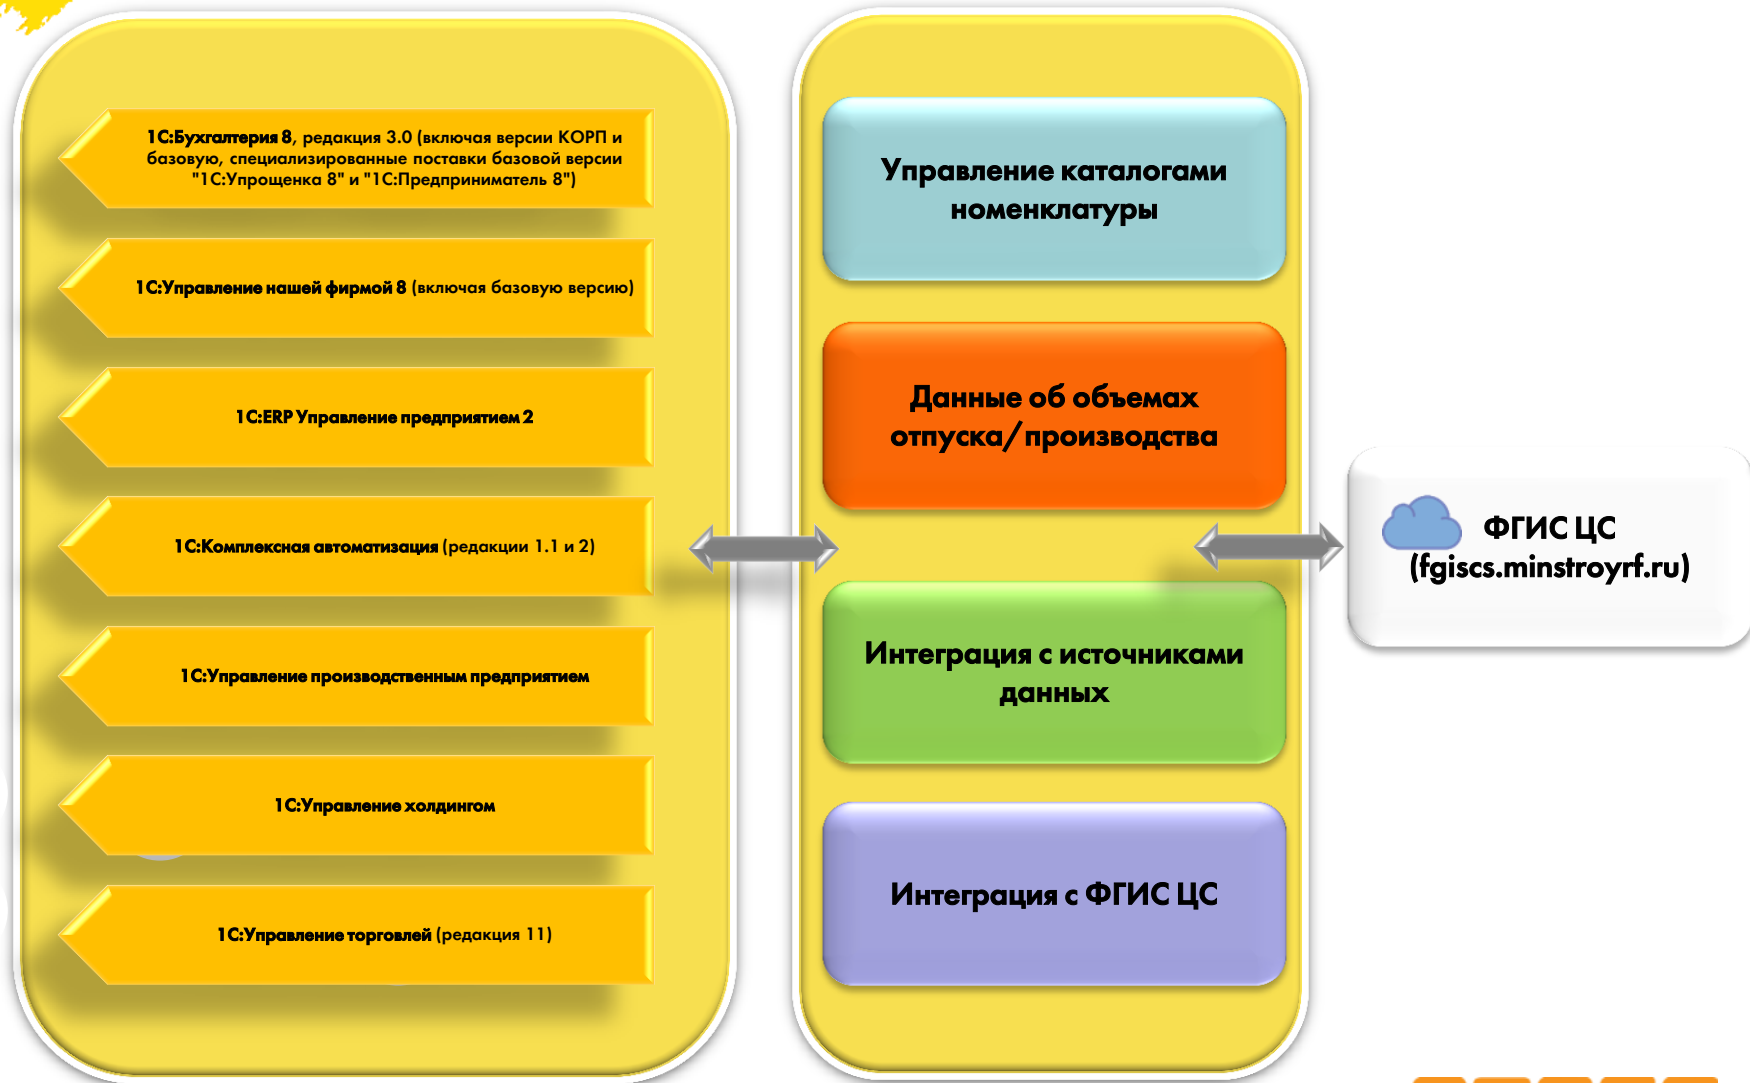 1С:Бухгалтерия 8, редакция 3.0 (включая версии КОРП и
базовую, специализированные поставки базовой версии
"1С:Упрощенка 8" и "1С:Предприниматель 8")
1С:Управление нашей фирмой 8 (включая базовую версию)
1С:ERP Управление предприятием 2
1С:Комплексная автоматизация (редакции 1.1 и 2)
1С:Управление производственным предприятием
1С:Управление холдингом
1С:Управление торговлей (редакция 11)
Управление каталогами
номенклатуры
Данные об объемах
отпуска/производства
Интеграция с источниками
данных
Интеграция с ФГИС ЦС
ФГИС ЦС
(fgiscs.minstroyrf.ru)